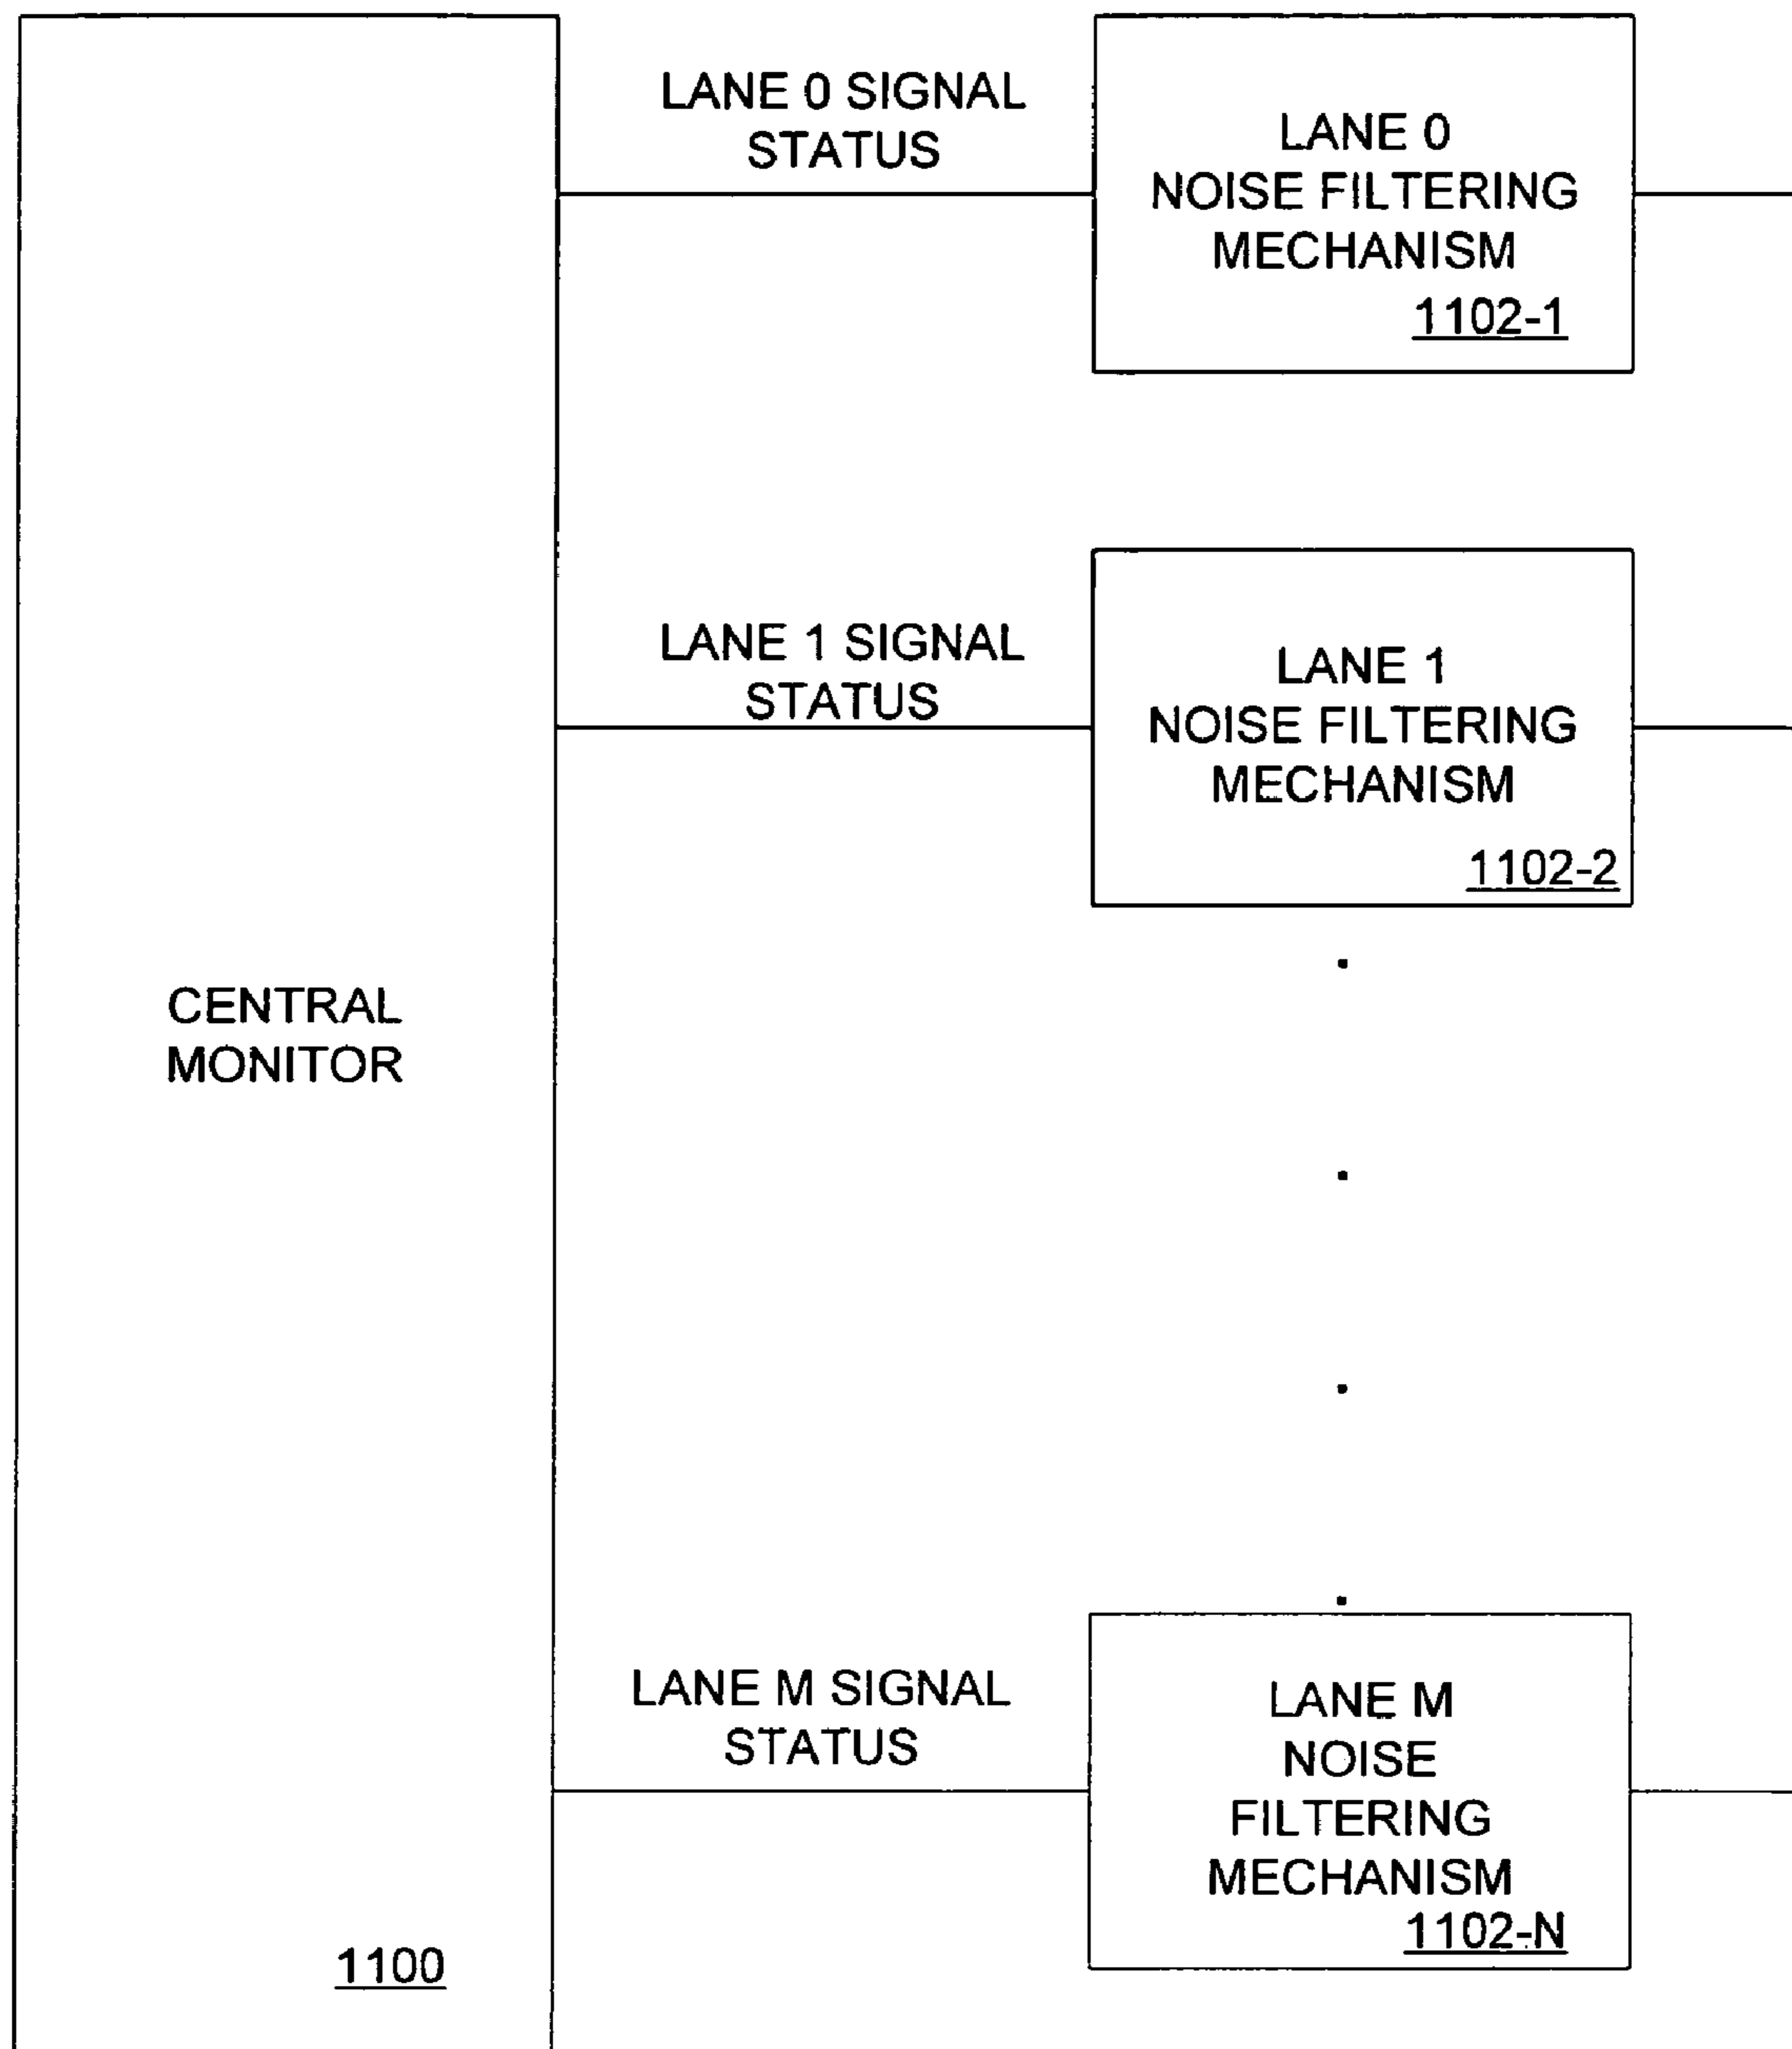 LANE 0 SIGNAL
STATUS
LANE 0
NOISE FILTERING
MECHANISM
1102-1
LANE 1 SIGNAL
STATUS
LANE 1
NOISE FILTERING
MECHANISM
1102-2
CENTRAL
MONITOR
LANE M SIGNAL
STATUS
LANE M
NOISE
FILTERING
MECHANISM
1102-N
1100